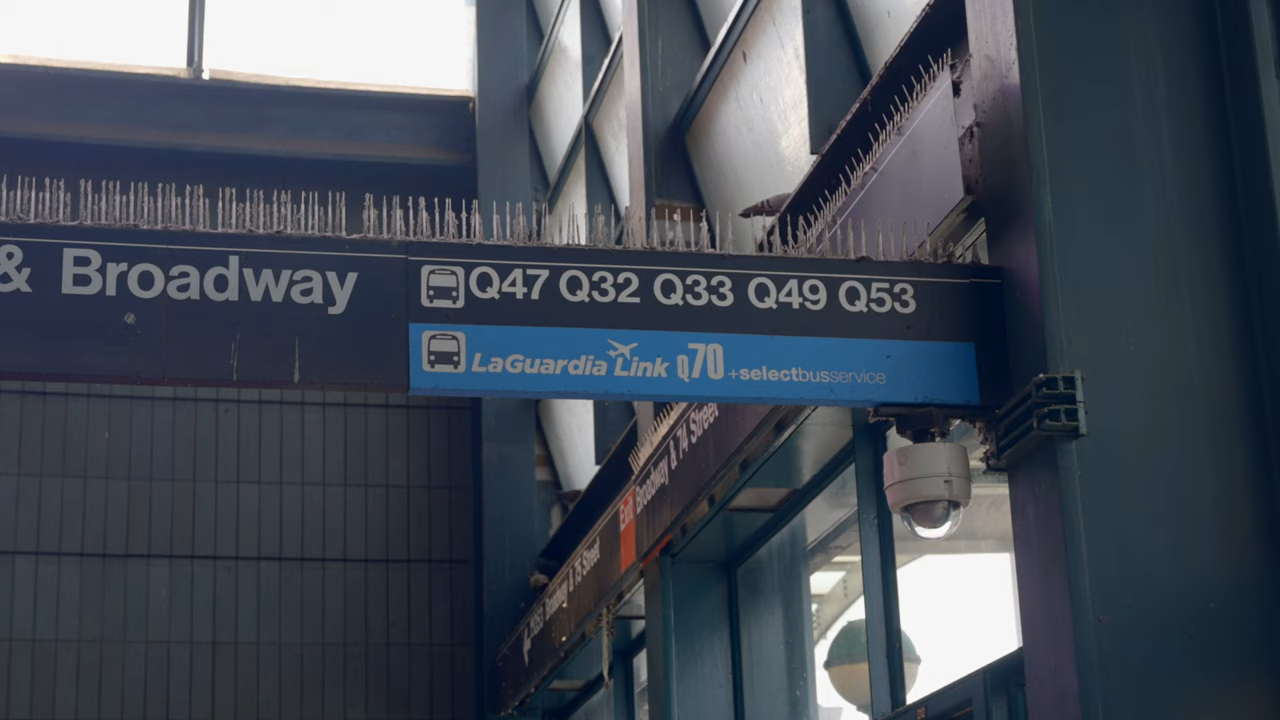 & Broadway
Q47 Q32 Q33 Q49 Q53
LaGuardia Link Q70 +selectbusservice
Exit Broadway & 74 Street
Broadway & 75 Street